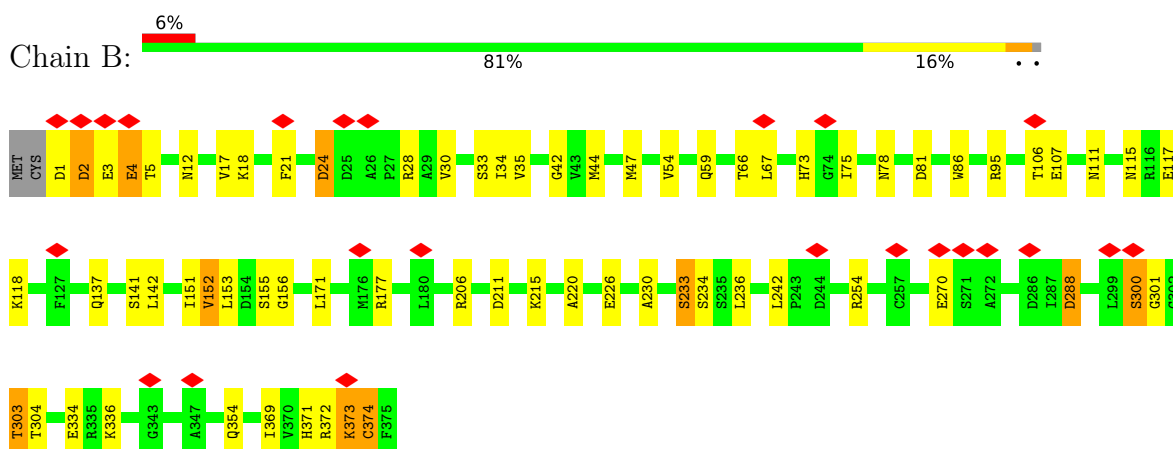 6%
Chain B:
81% 16% • •
MET CYS D1 D2 E3 E4 T5 N12 V17 K18 F21 D24 D25 A26 P27 R28 A29 V30 S33 I34 V35 G42 V43 M44 M47 V54 Q59 T66 L67 H73 G74 I75 N78 D81 W86 R95 T106 E107 N111 N115 R116 E117
K118 F127 Q137 S141 L142 I151 V152 L153 D154 S155 G156 L171 M176 R177 L180 R206 D211 K215 A220 E226 A230 S233 S234 S235 L236 L242 P243 D244 R254 C257 E270 S271 A272 D286 I287 D288 L299 S300 G301
T303 T304 E334 R335 K336 G343 A347 Q354 I369 V370 H371 R372 K373 C374 F375